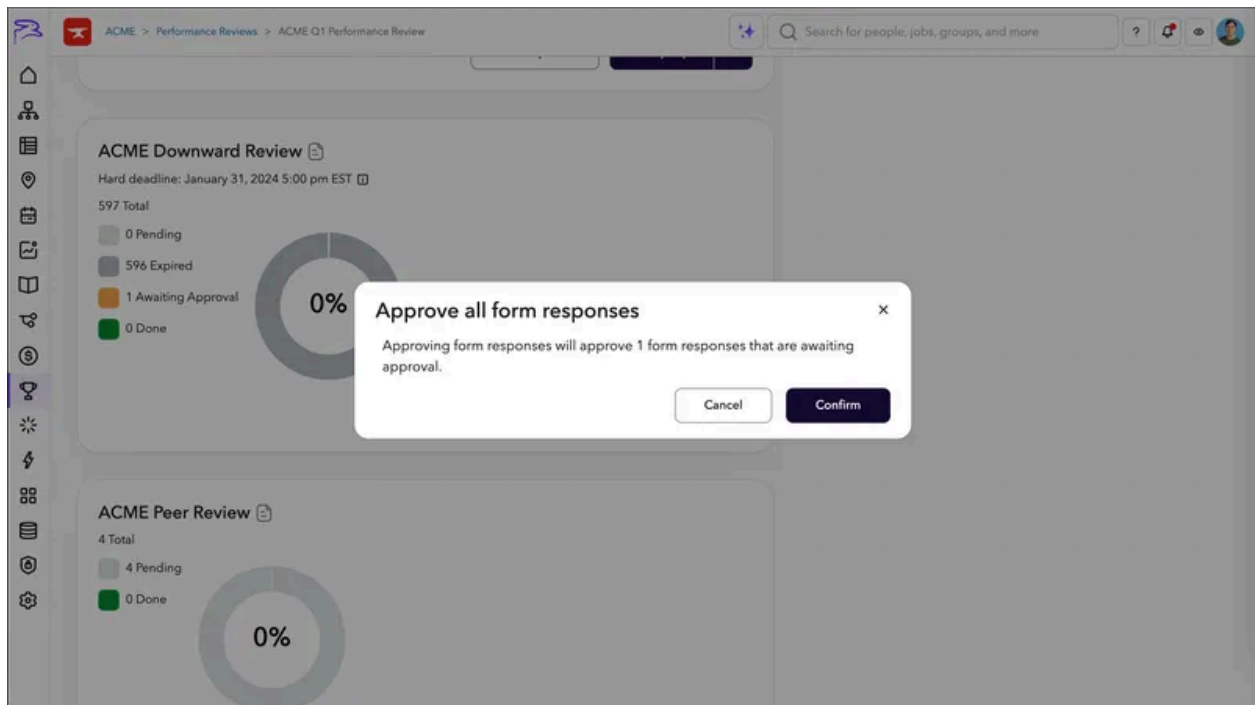 ACME > Performance Reviews > ACME Q1 Performance Review
Search for people, jobs, groups, and more
?
ACME Downward Review
Hard deadline: January 31, 2024 5:00 pm EST
597 Total
0 Pending
596 Expired
1 Awaiting Approval
0 Done
0%
Approve all form responses
Approving form responses will approve 1 form responses that are awaiting
approval.
Cancel
Confirm
ACME Peer Review
4 Total
4 Pending
0 Done
0%